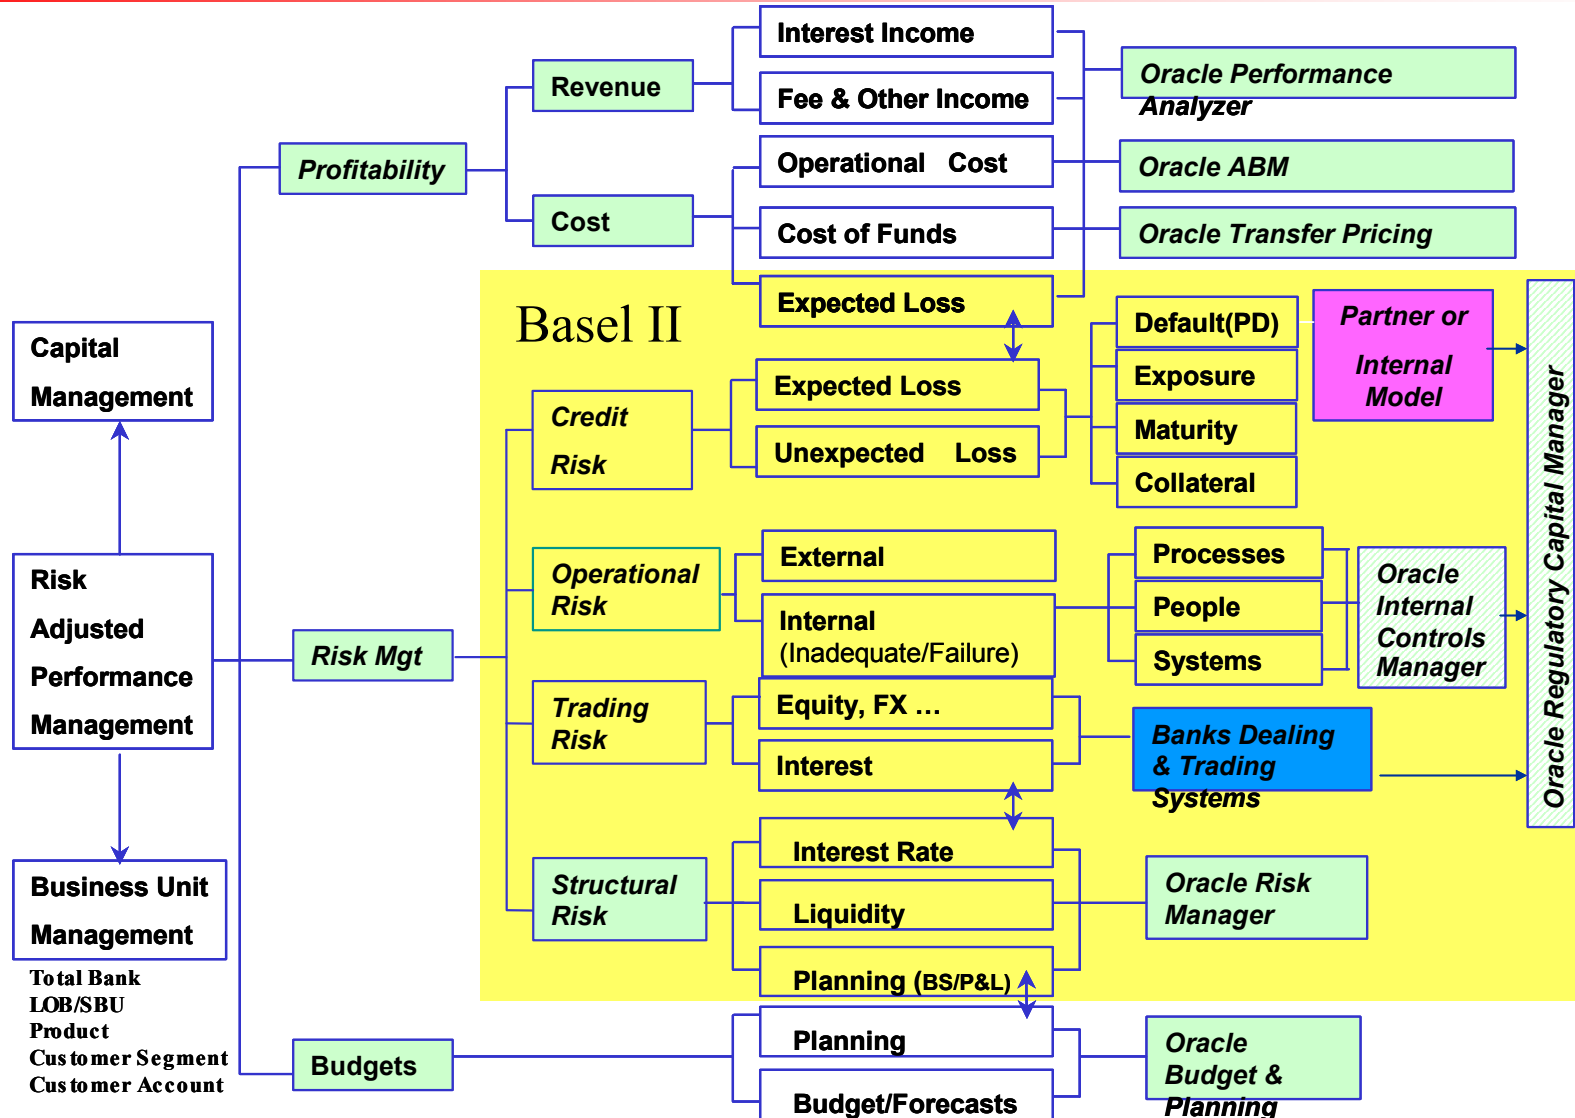 Interest Income
Revenue
Fee & Other Income
Oracle Performance
Analyzer
Profitability
Operational Cost
Oracle ABM
Cost
Cost of Funds
Oracle Transfer Pricing
Expected Loss
Basel II
Capital
Management
Risk
Adjusted
Performance
Management
Business Unit
Management
Total Bank
LOB/SBU
Product
Customer Segment
Customer Account
Risk Mgt
Credit
Risk
Expected Loss
Unexpected Loss
Default(PD)
Exposure
Maturity
Collateral
Partner or
Internal
Model
Operational
Risk
External
Internal
(Inadequate/Failure)
Processes
People
Systems
Oracle
Internal
Controls
Manager
Trading
Risk
Equity, FX ...
Interest
Banks Dealing
& Trading
Systems
Structural
Risk
Interest Rate
Liquidity
Planning (BS/P&L)
Oracle Risk
Manager
Oracle Regulatory Capital Manager
Budgets
Planning
Budget/Forecasts
Oracle
Budget &
Planning